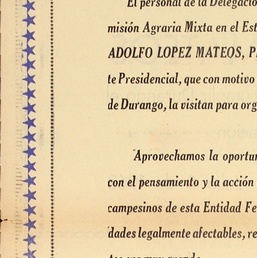 El personal de la Delegació
misión Agraria Mixta en el Est
ADOLFO LOPEZ MATEOS, P
te Presidencial, que con motivo
de Durango, la visitan para org
Aprovechamos la oportun
con el pensamiento y la acción
campesinos de esta Entidad Fe
dades legalmente afectables, re